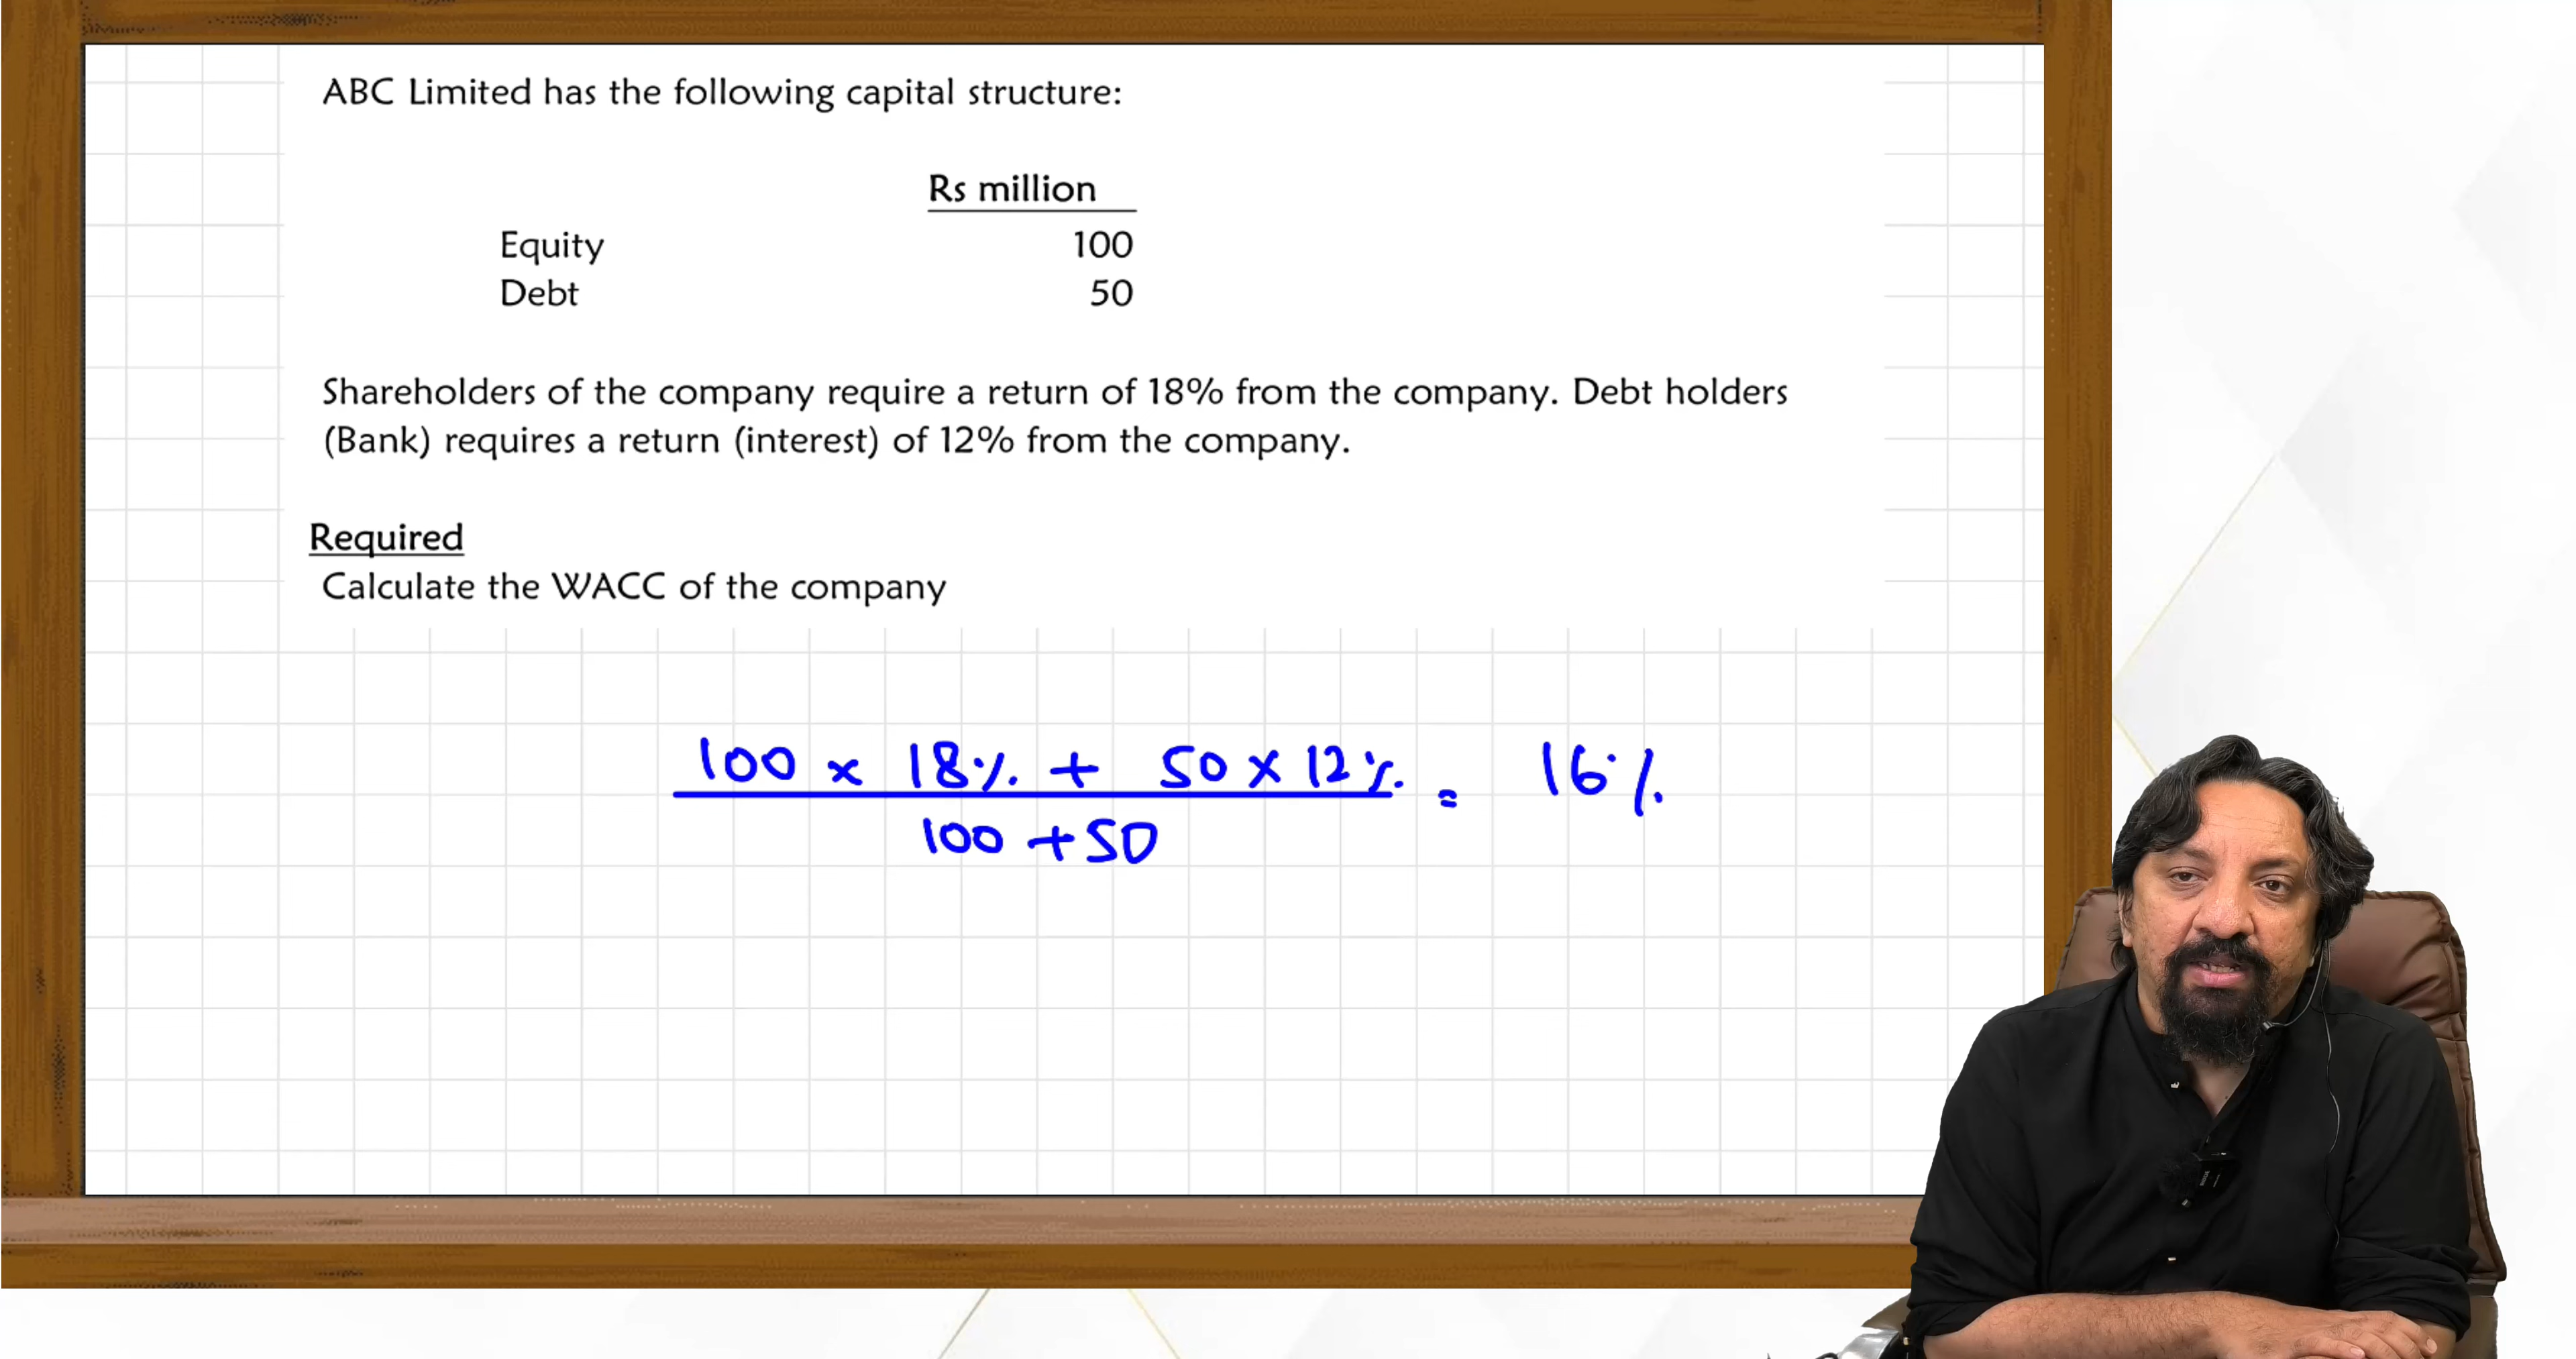 ABC Limited has the following capital structure:
Rs million
Equity 100
Debt 50
Shareholders of the company require a return of 18% from the company. Debt holders
(Bank) requires a return (interest) of 12% from the company.
Required
Calculate the WACC of the company
100 x 18% + 50 x 12% = 16%
100 + 50